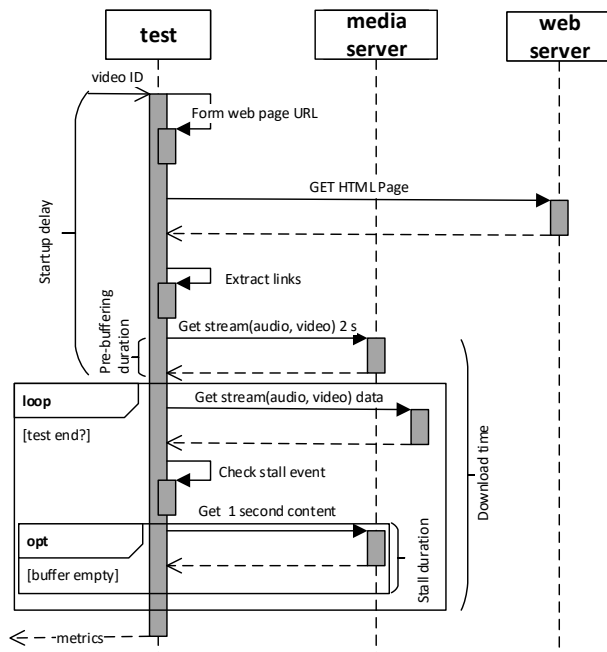 test
media
server
web
server
video ID
Form web page URL
GET HTML Page
Startup delay
Extract links
Get stream(audio, video) 2 s
Pre-buffering
duration
loop
Get stream(audio, video) data
[test end?]
Check stall event
Download time
Get 1 second content
opt
[buffer empty]
Stall duration
metrics